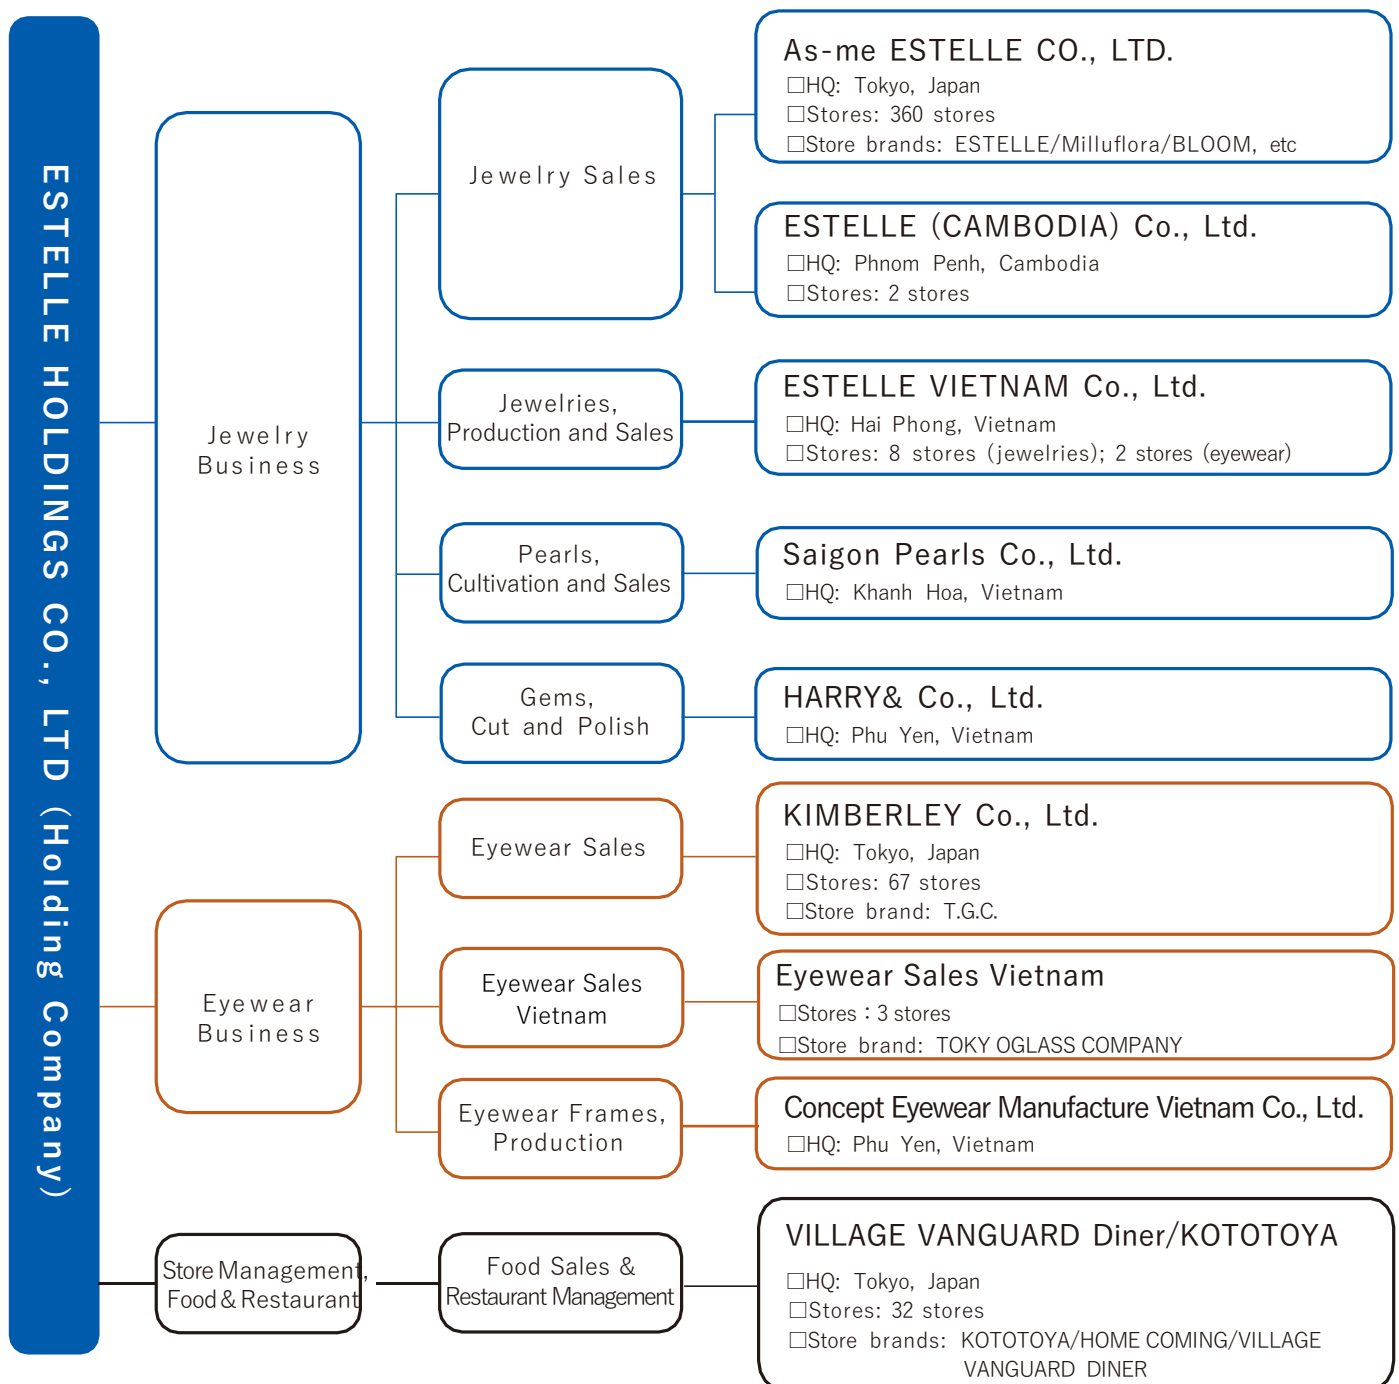 ESTELLE HOLDINGS CO., LTD (Holding Company)
Jewelry
Business
Jewelry Sales
As-me ESTELLE CO., LTD.
□HQ: Tokyo, Japan
□Stores: 360 stores
□Store brands: ESTELLE/Milluflora/BLOOM, etc
ESTELLE (CAMBODIA) Co., Ltd.
□HQ: Phnom Penh, Cambodia
□Stores: 2 stores
Jewelries,
Production and Sales
ESTELLE VIETNAM Co., Ltd.
□HQ: Hai Phong, Vietnam
□Stores: 8 stores (jewelries); 2 stores (eyewear)
Pearls,
Cultivation and Sales
Saigon Pearls Co., Ltd.
□HQ: Khanh Hoa, Vietnam
Gems,
Cut and Polish
HARRY& Co., Ltd.
□HQ: Phu Yen, Vietnam
Eyewear
Business
Eyewear Sales
KIMBERLEY Co., Ltd.
□HQ: Tokyo, Japan
□Stores: 67 stores
□Store brand: T.G.C.
Eyewear Sales
Vietnam
Eyewear Sales Vietnam
□Stores：3 stores
□Store brand: TOKY OGLASS COMPANY
Eyewear Frames,
Production
Concept Eyewear Manufacture Vietnam Co., Ltd.
□HQ: Phu Yen, Vietnam
Store Management,
Food & Restaurant
Food Sales &
Restaurant Management
VILLAGE VANGUARD Diner/KOTOTOYA
□HQ: Tokyo, Japan
□Stores: 32 stores
□Store brands: KOTOTOYA/HOME COMING/VILLAGE
VANGUARD DINER